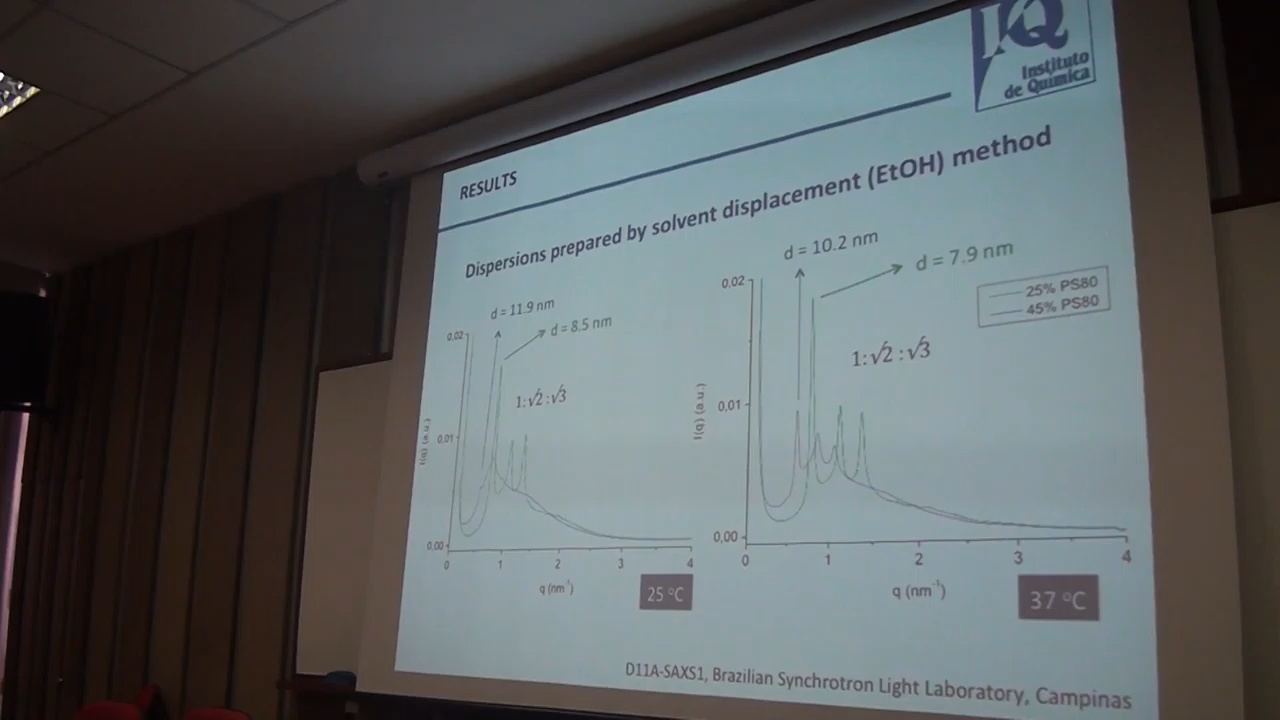 IQ
Instituto
de Química
RESULTS
Dispersions prepared by solvent displacement (EtOH) method
d = 11.9 nm
d = 8.5 nm
1:√2 :√3
0,02
0,01
0,00
I(q) (a.u.)
0 1 2 3 4
q (nm⁻¹)
25 °C
d = 10.2 nm
d = 7.9 nm
25% PS80
45% PS80
1:√2 :√3
0,02
0,01
0,00
I(q) (a.u.)
0 1 2 3 4
q (nm⁻¹)
37 °C
D11A-SAXS1, Brazilian Synchrotron Light Laboratory, Campinas